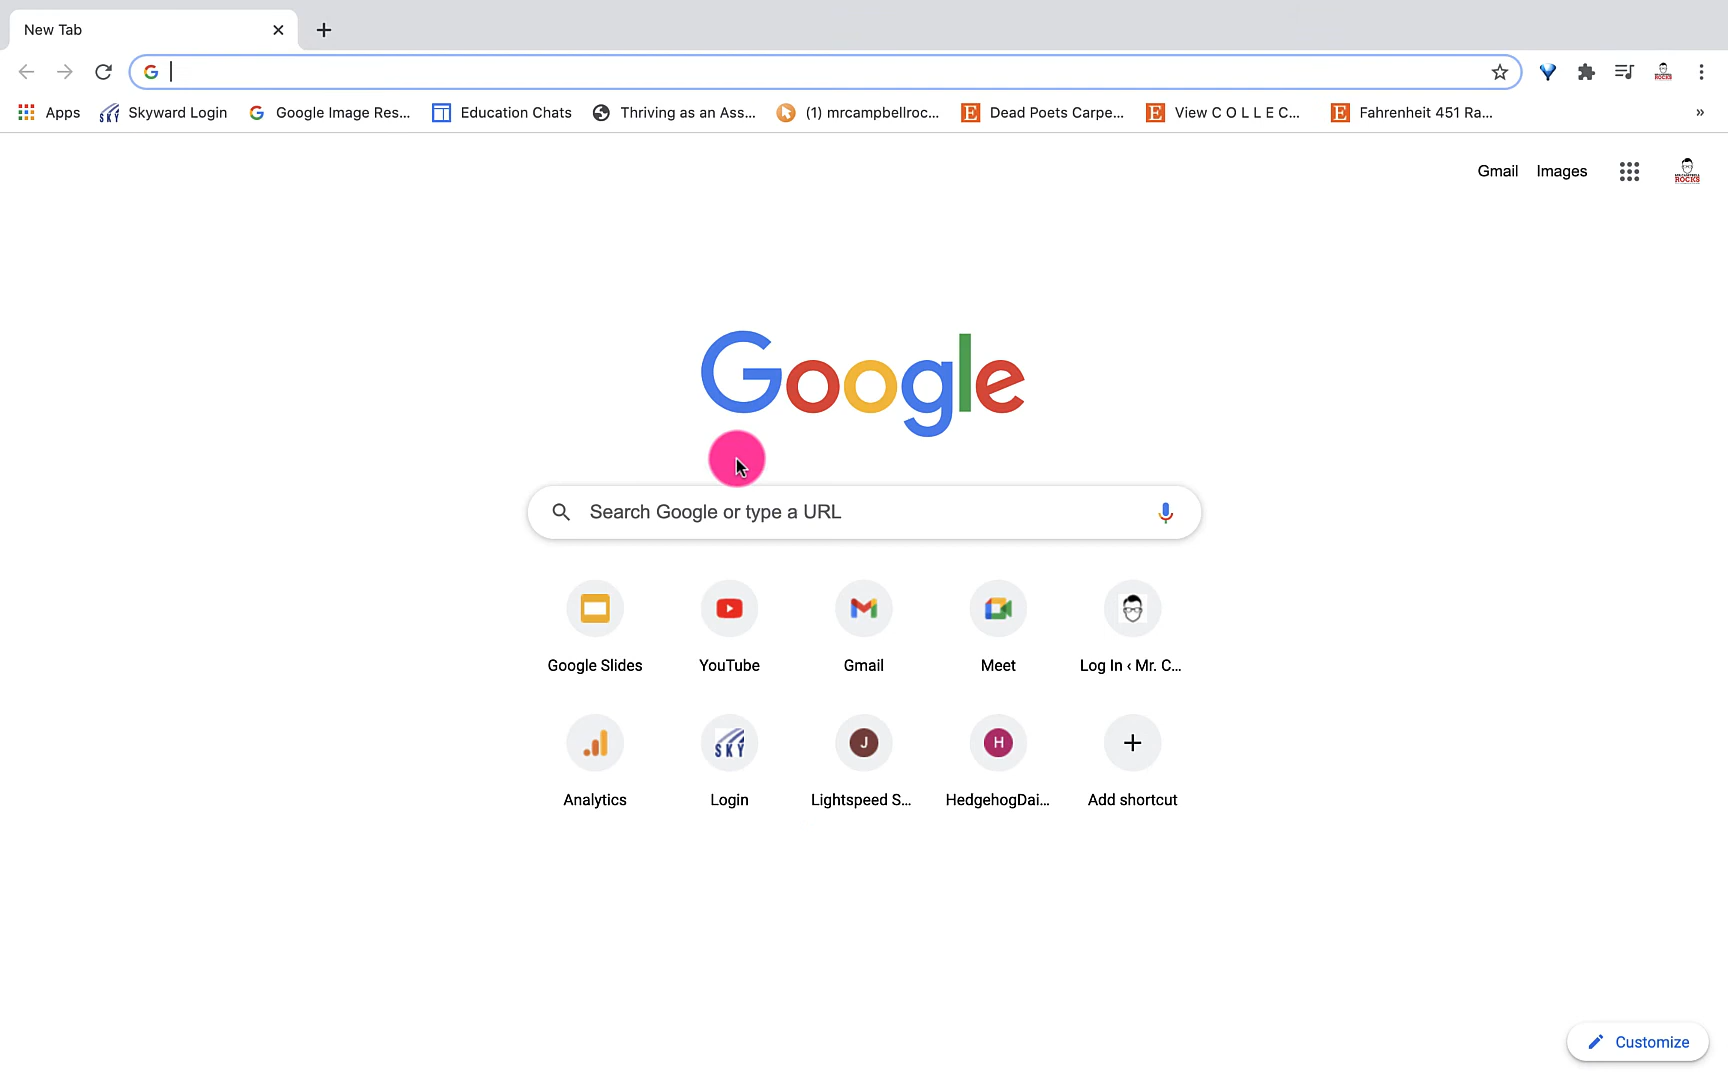 New Tab
Apps Skyward Login Google Image Res... Education Chats Thriving as an Ass... (1) mrcampbellroc... Dead Poets Carpe... View C O L L E C... Fahrenheit 451 Ra... »
Gmail Images
Google
Search Google or type a URL
Google Slides YouTube Gmail Meet Log In ‹ Mr. C...
SKY J H
Analytics Login Lightspeed S... HedgehogDai... Add shortcut
Customize